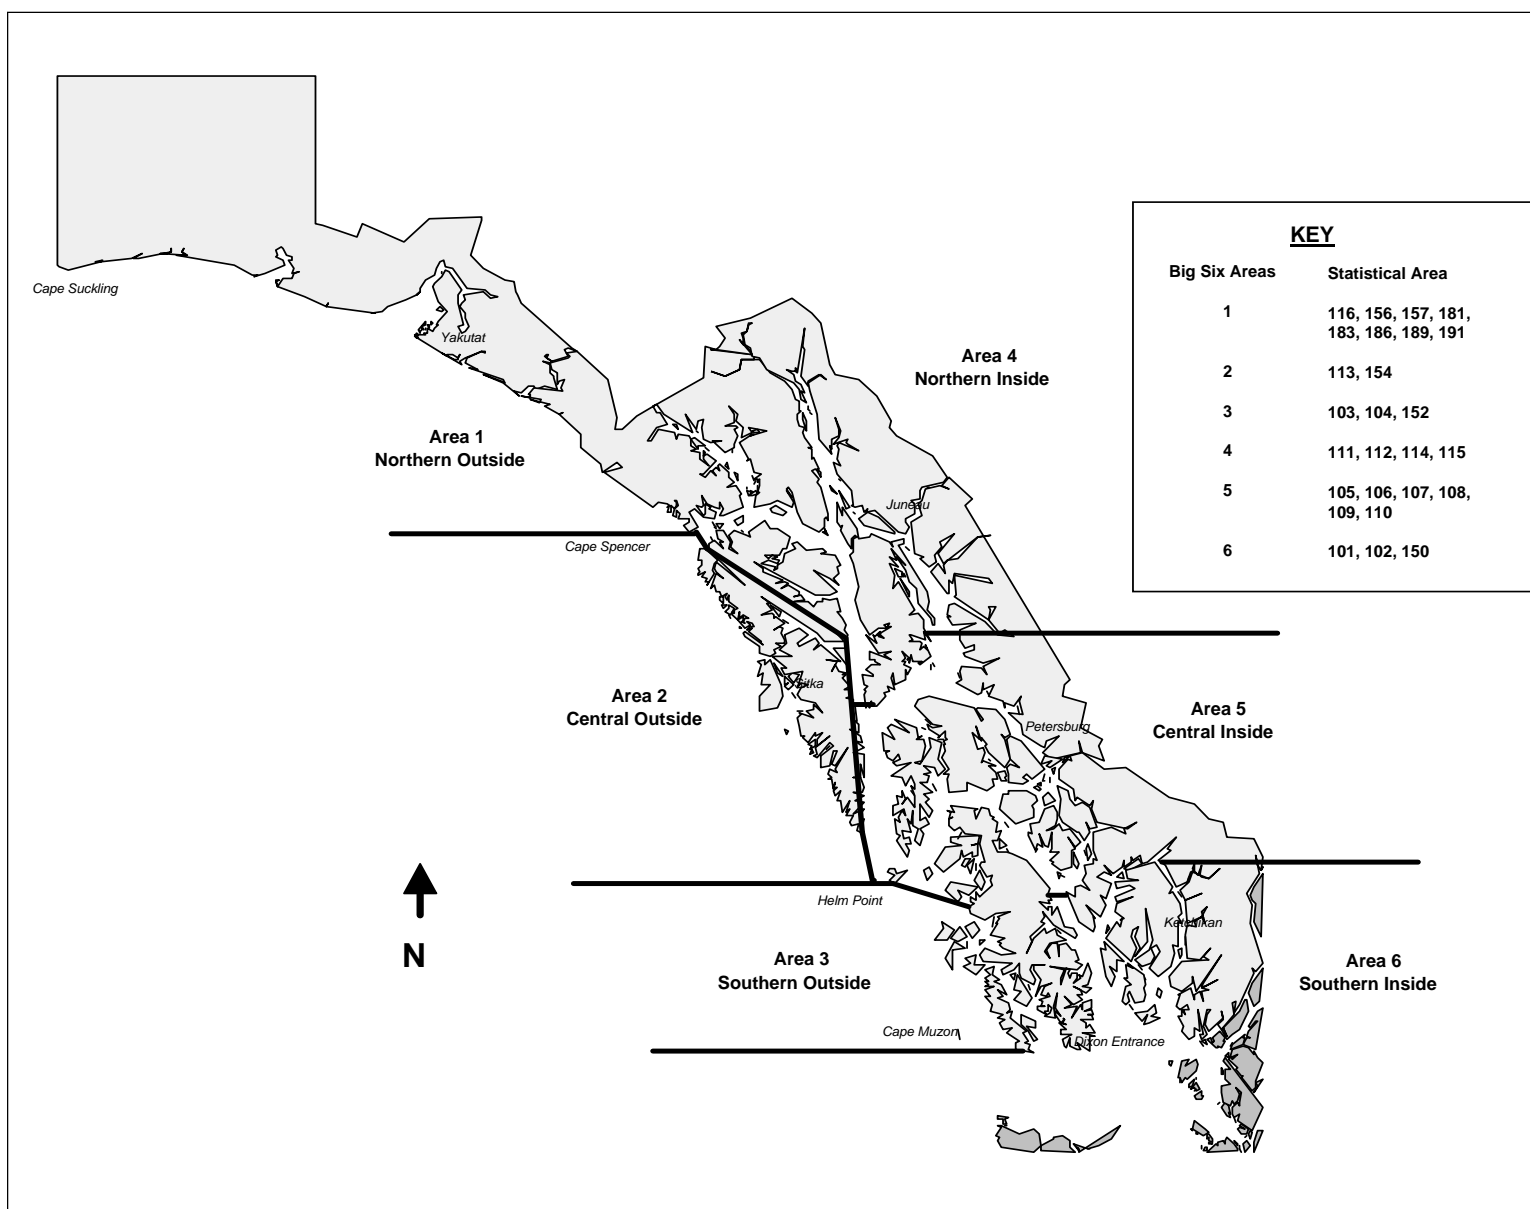 KEY
Big Six Areas Statistical Area
1 116, 156, 157, 181,
183, 186, 189, 191
2 113, 154
3 103, 104, 152
4 111, 112, 114, 115
5 105, 106, 107, 108,
109, 110
6 101, 102, 150
Cape Suckling
Yakutat
Area 4
Northern Inside
Area 1
Northern Outside
Juneau
Cape Spencer
Sitka
Area 2
Central Outside
Petersburg
Area 5
Central Inside
Helm Point
N
Ketchikan
Area 3
Southern Outside
Area 6
Southern Inside
Cape Muzon
Dixon Entrance